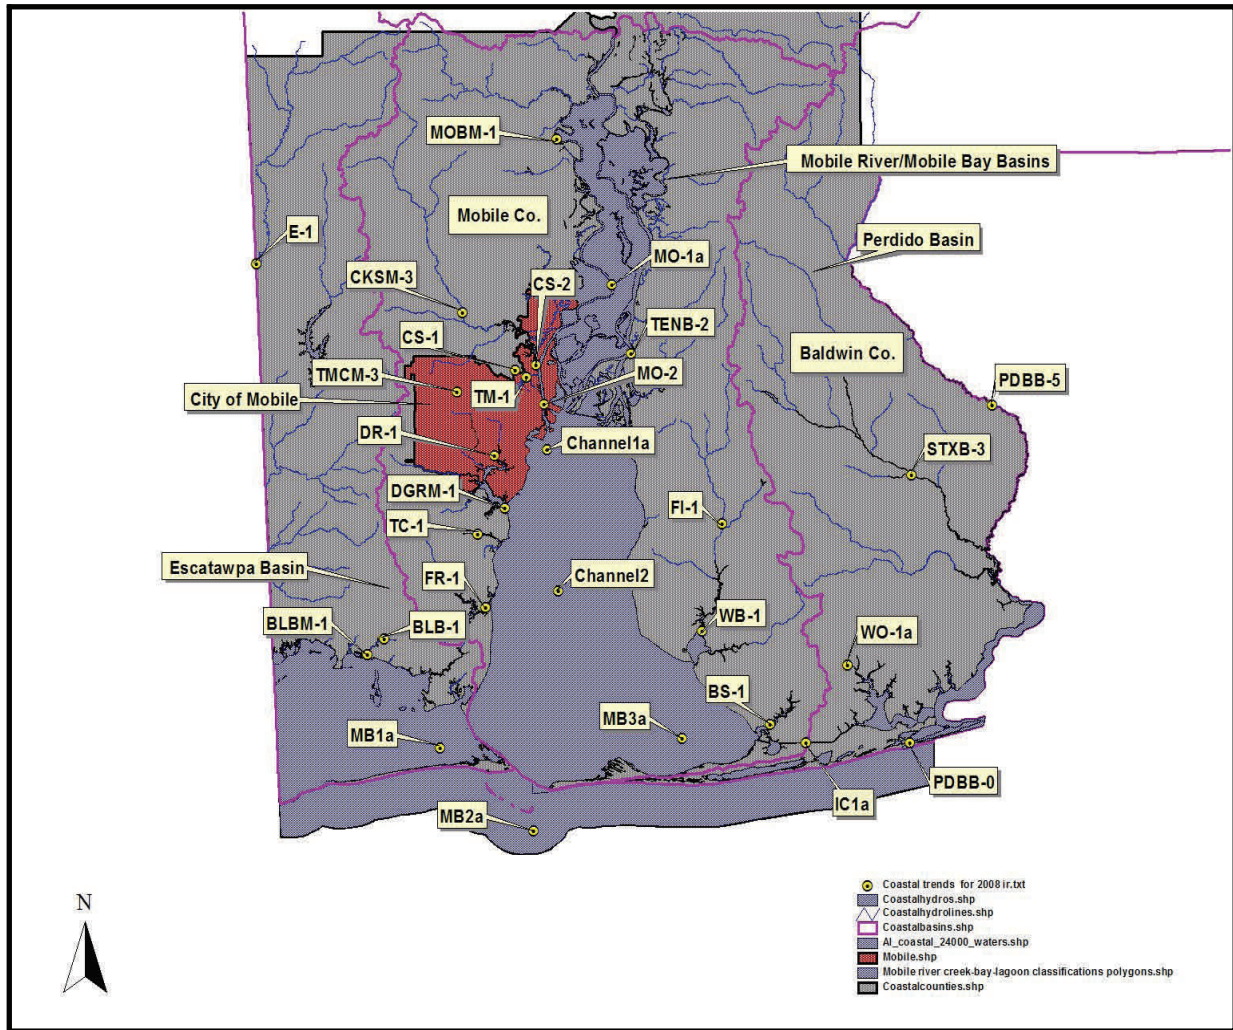 MOBM-1
Mobile River/Mobile Bay Basins
Mobile Co.
E-1
Perdido Basin
MO-1a
CKSM-3
CS-2
TENB-2
CS-1
Baldwin Co.
TMCM-3
MO-2
PDBB-5
TM-1
City of Mobile
DR-1
Channel1a
STXB-3
DGRM-1
FI-1
TC-1
Escatawpa Basin
FR-1
Channel2
BLBM-1
BLB-1
WB-1
WO-1a
BS-1
MB3a
MB1a
PDBB-0
IC1a
MB2a
N
Coastal trends for 2008 ir.txt
Coastalhydros.shp
Coastalhydrolines.shp
Coastalbasins.shp
Al_coastal_24000_waters.shp
Mobile.shp
Mobile river creek-bay-lagoon classifications polygons.shp
Coastalcounties.shp